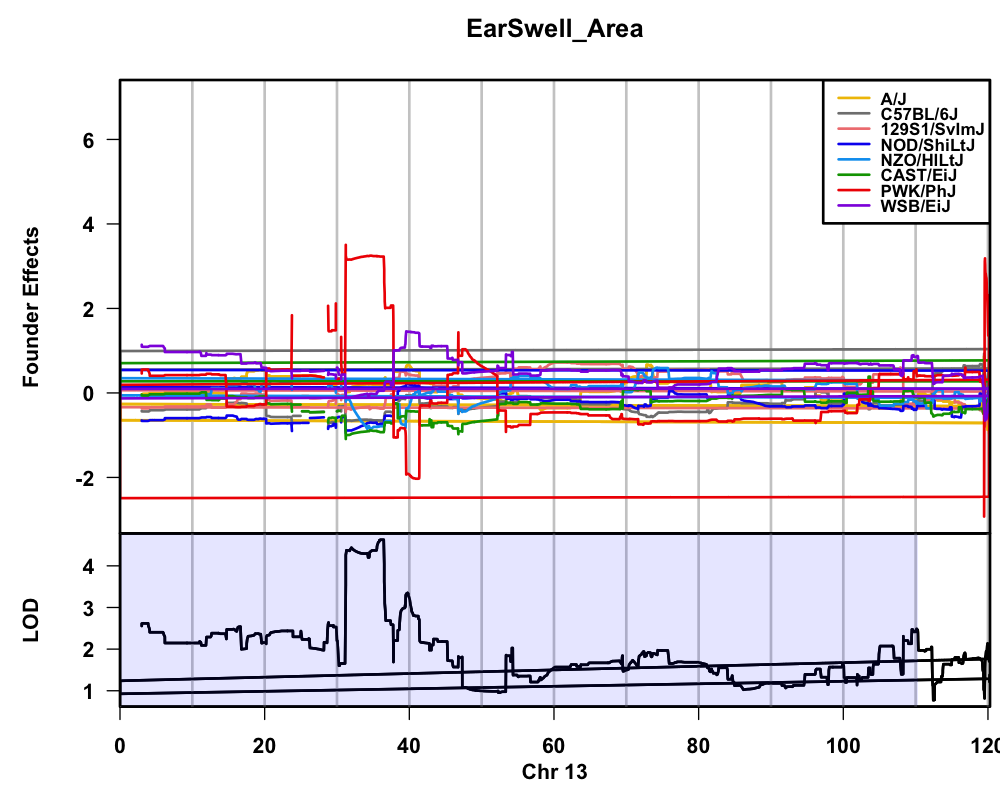 EarSwell_Area
Founder Effects
6
4
2
0
-2
A/J
C57BL/6J
129S1/SvImJ
NOD/ShiLtJ
NZO/HlLtJ
CAST/EiJ
PWK/PhJ
WSB/EiJ
LOD
4
3
2
1
0 20 40 60 80 100 120
Chr 13